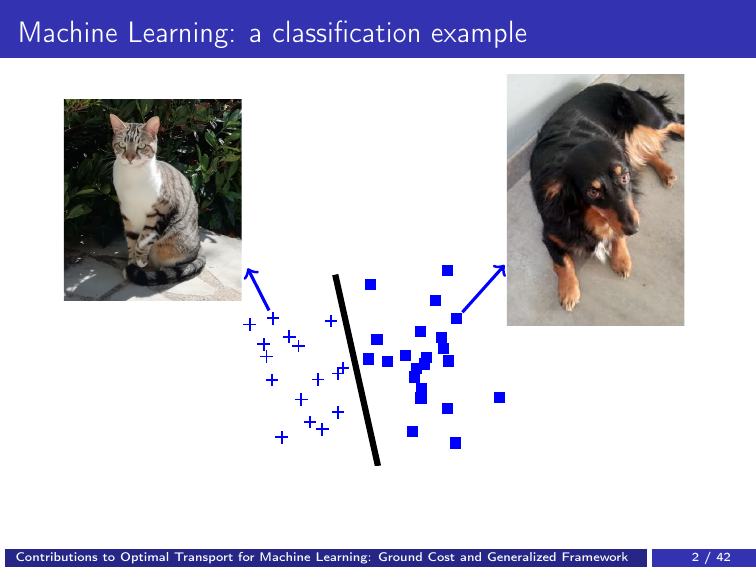 Machine Learning: a classification example
Contributions to Optimal Transport for Machine Learning: Ground Cost and Generalized Framework
2 / 42